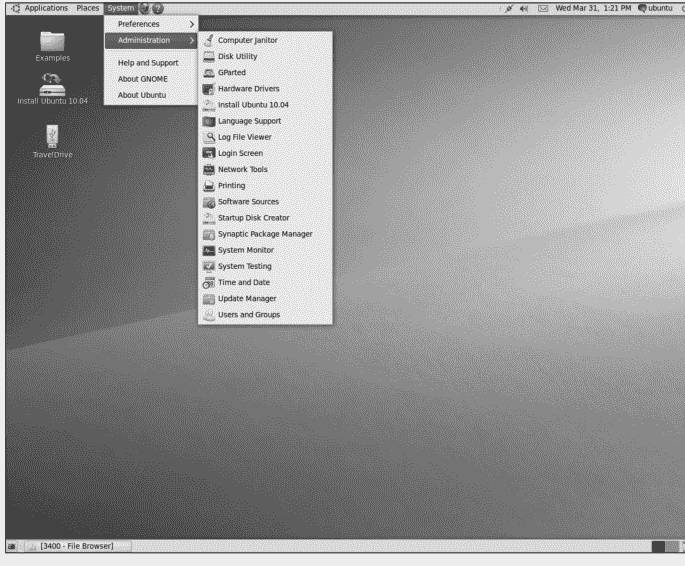 Applications Places System Wed Mar 31, 1:21 PM ubuntu
Preferences
Administration
Help and Support
About GNOME
About Ubuntu
Computer Janitor
Disk Utility
GParted
Hardware Drivers
Install Ubuntu 10.04
Language Support
Log File Viewer
Login Screen
Network Tools
Printing
Software Sources
Startup Disk Creator
Synaptic Package Manager
System Monitor
System Testing
Time and Date
Update Manager
Users and Groups
Examples
Install Ubuntu 10.04
TravelDrive
[3400 - File Browser]